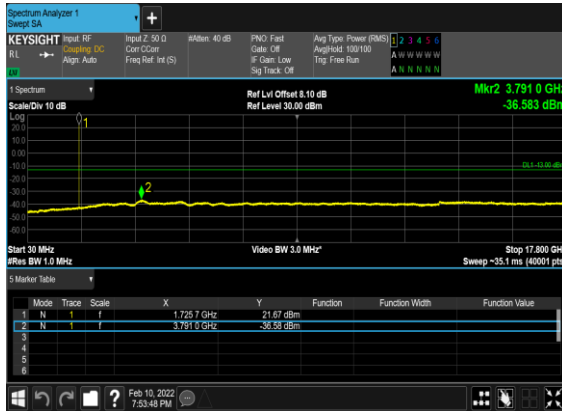 Spectrum Analyzer 1
Swept SA
KEYSIGHT Input: RF Input Z: 50 Ω #Atten: 40 dB PNO: Fast Avg Type: Power (RMS) 1 2 3 4 5 6
RL Coupling: DC Corr CCorr Gate: Off Avg|Hold: 100/100 A W W W W W
Align: Auto Freq Ref: Int (S) IF Gain: Low Trig: Free Run
LXI Sig Track: Off A N N N N N
1 Spectrum Ref Lvl Offset 8.10 dB Mkr2 3.791 0 GHz
Scale/Div 10 dB Ref Level 30.00 dBm -36.583 dBm
Log
20.0
10.0
0.00
-10.0
-20.0
-30.0
-40.0
-50.0
-60.0
1
2
DL1 -13.00 dBm
Start 30 MHz Video BW 3.0 MHz* Stop 17.800 GHz
#Res BW 1.0 MHz Sweep ~35.1 ms (40001 pts)
5 Marker Table
Mode Trace Scale X Y Function Function Width Function Value
1 N 1 f 1.725 7 GHz 21.67 dBm
2 N 1 f 3.791 0 GHz -36.58 dBm
3
4
5
6
? Feb 10, 2022
7:53:48 PM